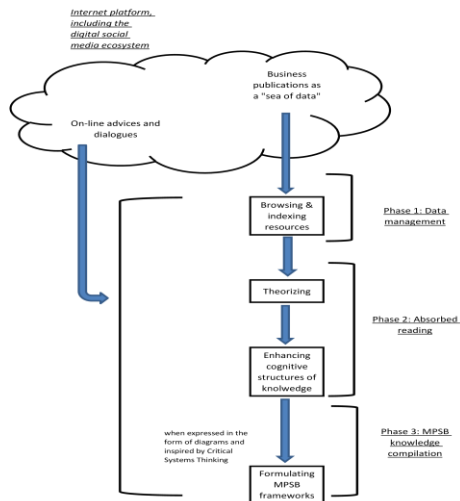 Internet platform,
including the
digital social
media ecosystem
Business
publications as
a "sea of data"
On-line advices and
dialogues
Browsing &
indexing
resources
Phase 1: Data
management
Theorizing
Phase 2: Absorbed
reading
Enhancing
cognitive
structures of
knolwedge
when expressed in the
form of diagrams and
inspired by Critical
Systems Thinking
Phase 3: MPSB
knowledge
compilation
Formulating
MPSB
frameworks